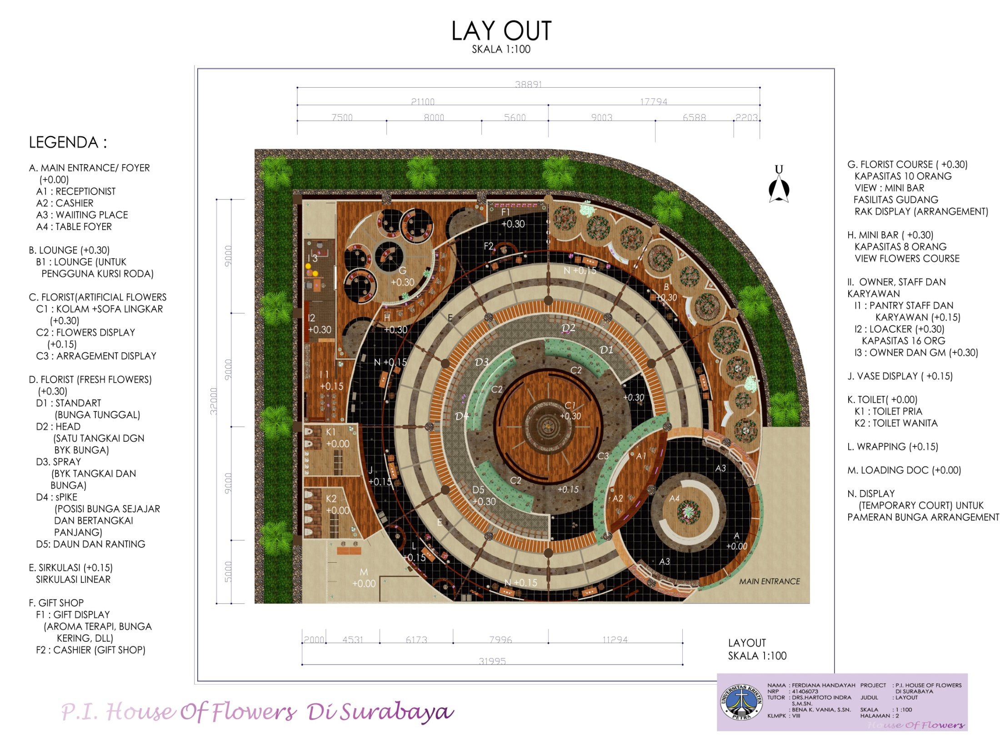 LAY OUT
SKALA 1:100
38891
21100
17794
7500
8000
5600
9003
6588
2203
LEGENDA :
A. MAIN ENTRANCE/ FOYER
(+0.00)
A1 : RECEPTIONIST
A2 : CASHIER
A3 : WAIITING PLACE
A4 : TABLE FOYER
B. LOUNGE (+0.30)
B1 : LOUNGE (UNTUK
PENGGUNA KURSI RODA)
C. FLORIST(ARTIFICIAL FLOWERS
C1 : KOLAM +SOFA LINGKAR
(+0.30)
C2 : FLOWERS DISPLAY
(+0.15)
C3 : ARRAGEMENT DISPLAY
D. FLORIST (FRESH FLOWERS)
(+0.30)
D1 : STANDART
(BUNGA TUNGGAL)
D2 : HEAD
(SATU TANGKAI DGN
BYK BUNGA)
D3. SPRAY
(BYK TANGKAI DAN
BUNGA)
D4 : sPIKE
(POSISI BUNGA SEJAJAR
DAN BERTANGKAI
PANJANG)
D5: DAUN DAN RANTING
E. SIRKULASI (+0.15)
SIRKULASI LINEAR
F. GIFT SHOP
F1 : GIFT DISPLAY
(AROMA TERAPI, BUNGA
KERING, DLL)
F2 : CASHIER (GIFT SHOP)
32000
9000
9000
9000
5000
U
F1
+0.30
F2
I 3
G
+0.30
N +0.15
B
+0.30
I2
+0.30
H
+0.30
E
E
D2
D1
D3
N +0.15
I 1
+0.15
C2
C2
+0.30
C1
+0.30
D4
K1
+0.00
C3
A1
A3
J
+0.15
C2
+0.15
D5
+0.30
K2
+0.00
A2
A4
E
A
+0.00
L
+0.15
A3
M
+0.00
N +0.15
MAIN ENTRANCE
2000
4531
6173
7996
11294
31995
G. FLORIST COURSE ( +0.30)
KAPASITAS 10 ORANG
VIEW : MINI BAR
FASILITAS GUDANG
RAK DISPLAY (ARRANGEMENT)
H. MINI BAR ( +0.30)
KAPASITAS 8 ORANG
VIEW FLOWERS COURSE
II. OWNER, STAFF DAN
KARYAWAN
I1 : PANTRY STAFF DAN
KARYAWAN (+0.15)
I2 : LOACKER (+0.30)
KAPASITAS 16 ORG
I3 : OWNER DAN GM (+0.30)
J. VASE DISPLAY ( +0.15)
K. TOILET( +0.00)
K1 : TOILET PRIA
K2 : TOILET WANITA
L. WRAPPING (+0.15)
M. LOADING DOC (+0.00)
N. DISPLAY
(TEMPORARY COURT) UNTUK
PAMERAN BUNGA ARRANGEMENT
LAYOUT
SKALA 1:100
P.I. House Of Flowers Di Surabaya
UNIVERSITAS KRISTEN
PETRA
NAMA : FERDIANA HANDAYAH
NRP : 41406073
TUTOR : DRS.HARTOTO INDRA
S,M.SN.
: BENA K. VANIA, S.SN.
KLMPK : VIII
PROJECT : P.I. HOUSE OF FLOWERS
DI SURABAYA
JUDUL : LAYOUT
SKALA : 1 :100
HALAMAN : 2
House Of Flowers